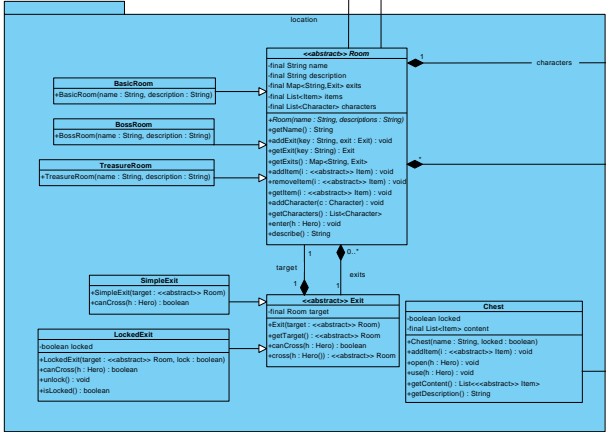 location
<<abstract>> Room
-final String name
-final String description
-final Map<String,Exit> exits
-final List<Item> items
-final List<Character> characters
+Room(name : String, descriptions : String)
+getName() : String
+addExit(key : String, exit : Exit) : void
+getExit(key : String) : Exit
+getExits() : Map<String, Exit>
+addItem(i : <<abstract>> Item) : void
+removeItem(i : <<abstract>> Item) : void
+getItem(i : <<abstract>> Item) : void
+addCharacter(c : Character) : void
+getCharacters() : List<Character>
+enter(h : Hero) : void
+describe() : String
1
characters
*
BasicRoom
+BasicRoom(name : String, description : String)
BossRoom
+BossRoom(name : String, description : String)
TreasureRoom
+TreasureRoom(name : String, description : String)
1
0..*
target
exits
1
1
SimpleExit
+SimpleExit(target : <<abstract>> Room)
+canCross(h : Hero) : boolean
LockedExit
-boolean locked
+LockedExit(target : <<abstract>> Room, lock : boolean)
+canCross(h : Hero) : boolean
+unlock() : void
+isLocked() : boolean
<<abstract>> Exit
-final Room target
+Exit(target : <<abstract>> Room)
+getTarget() : <<abstract>> Room
+canCross(h : Hero) : boolean
+cross(h : Hero()) : <<abstract>> Room
Chest
-boolean locked
-final List<Item> content
+Chest(name : String, locked : boolean)
+addItem(i : <<abstract>> Item) : void
+open(h : Hero) : void
+use(h : Hero) : void
+getContent() : List<<<abstract>> Item>
+getDescription() : String